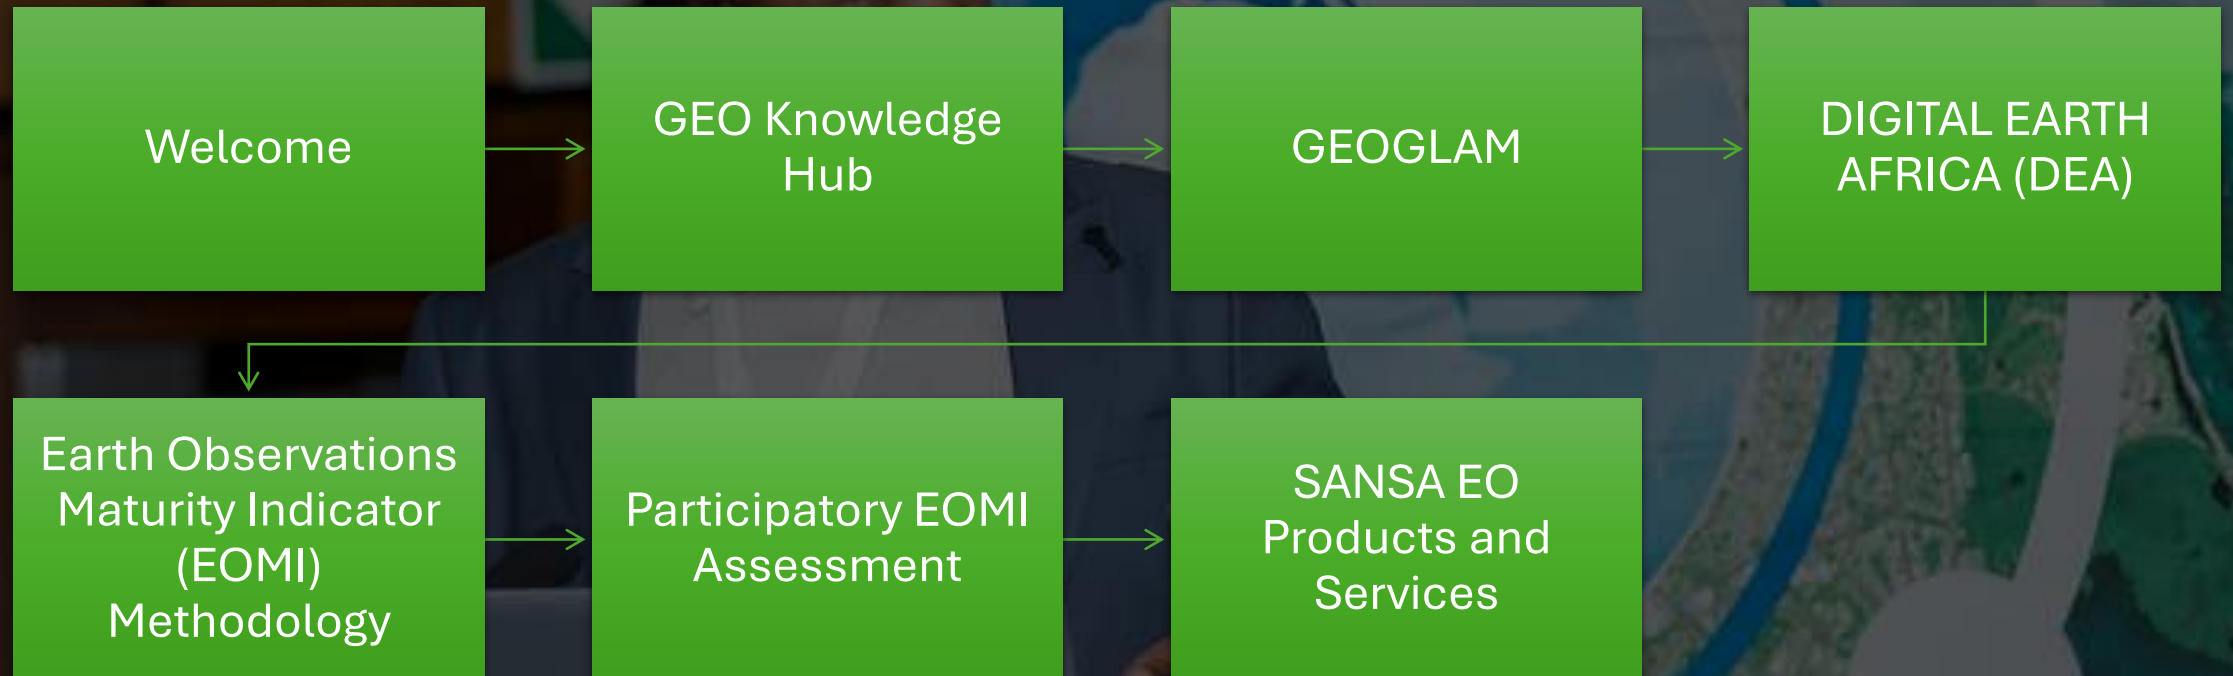 Welcome
GEO Knowledge
Hub
GEOGLAM
DIGITAL EARTH
AFRICA (DEA)
Earth Observations
Maturity Indicator
(EOMI)
Methodology
Participatory EOMI
Assessment
SANSA EO
Products and
Services